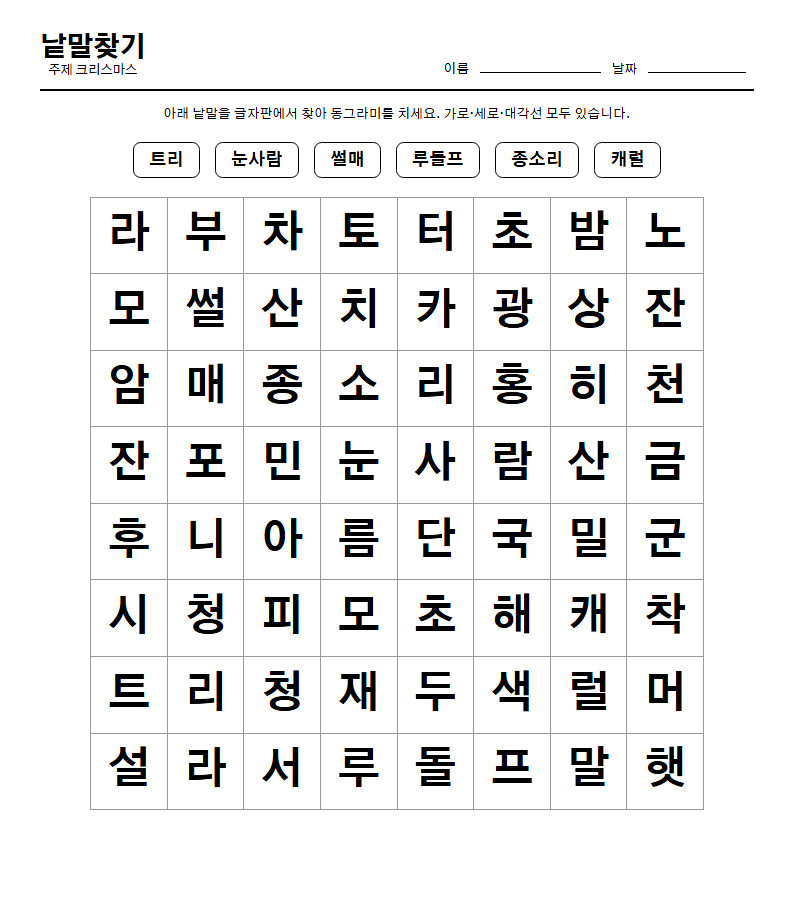 낱말찾기
주제 크리스마스
이름 날짜
아래 낱말을 글자판에서 찾아 동그라미를 치세요. 가로·세로·대각선 모두 있습니다.
트리 눈사람 썰매 루돌프 종소리 캐럴
라 부 차 토 터 초 밤 노
모 썰 산 치 카 광 상 잔
암 매 종 소 리 홍 히 천
잔 포 민 눈 사 람 산 금
후 니 아 름 단 국 밀 군
시 청 피 모 초 해 캐 착
트 리 청 재 두 색 럴 머
설 라 서 루 돌 프 말 햇